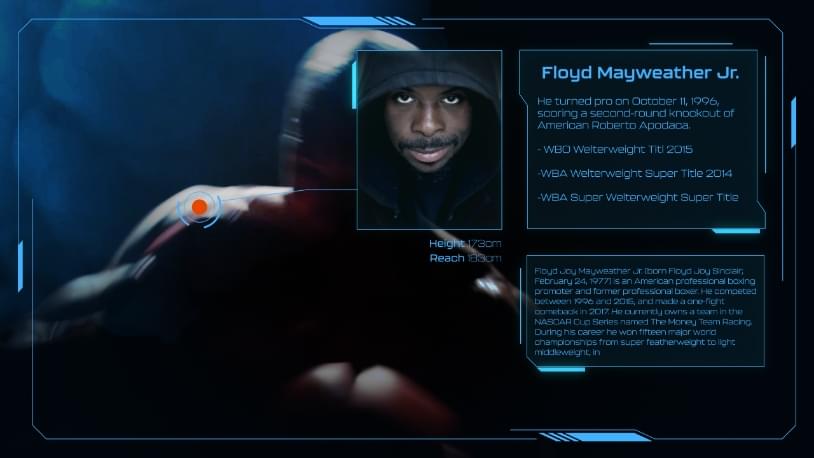 Floyd Mayweather Jr.
He turned pro on October 11, 1996,
scoring a second-round knockout of
American Roberto Apodaca.
- WBO Welterweight Titl 2015
-WBA Welterweight Super Title 2014
-WBA Super Welterweight Super Title
Height 173cm
Reach 183cm
Floyd Joy Mayweather Jr. (born Floyd Joy Sinclair;
February 24, 1977) is an American professional boxing
promoter and former professional boxer. He competed
between 1996 and 2015, and made a one-fight
comeback in 2017. He currently owns a team in the
NASCAR Cup Series named The Money Team Racing.
During his career he won fifteen major world
championships from super featherweight to light
middleweight, in